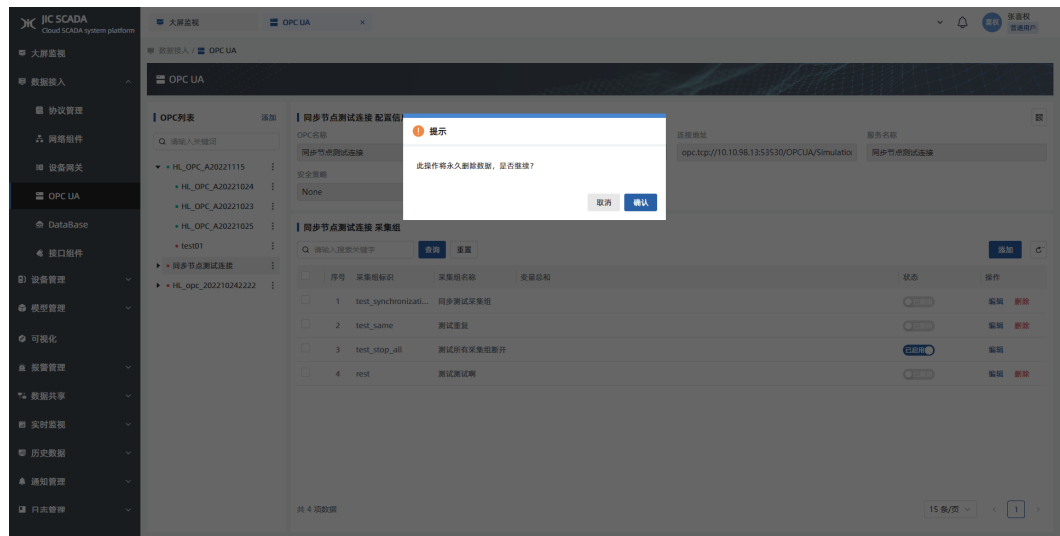 JIC SCADA
Cloud SCADA system platform
大屏监视
OPC UA ×
喜权
张喜权
普通用户
大屏监视
数据接入 / OPC UA
数据接入
OPC UA
协议管理
网络组件
设备网关
OPC UA
DataBase
接口组件
设备管理
模型管理
可视化
报警管理
数据共享
实时监视
历史数据
通知管理
日志管理
OPC列表 添加
请输入关键词
HL_OPC_A20221115
HL_OPC_A20221024
HL_OPC_A20221023
HL_OPC_A20221025
test01
同步节点测试连接
HL_opc_202210242222
同步节点测试连接 配置信
OPC名称 连接地址 服务名称
同步节点测试连接 opc.tcp://10.10.98.13:53530/OPCUA/Simulatio 同步节点测试连接
安全策略
None
提示
此操作将永久删除数据，是否继续？
取消 确认
同步节点测试连接 采集组
请输入搜索关键字 查询 重置 添加
序号 采集组标识 采集组名称 变量总和 状态 操作
1 test_synchronizati... 同步测试采集组 编辑 删除
2 test_same 测试重复 编辑 删除
3 test_stop_all 测试所有采集组断开 已启用 编辑
4 rest 测试测试啊 编辑 删除
共 4 项数据 15 条/页 < 1 >